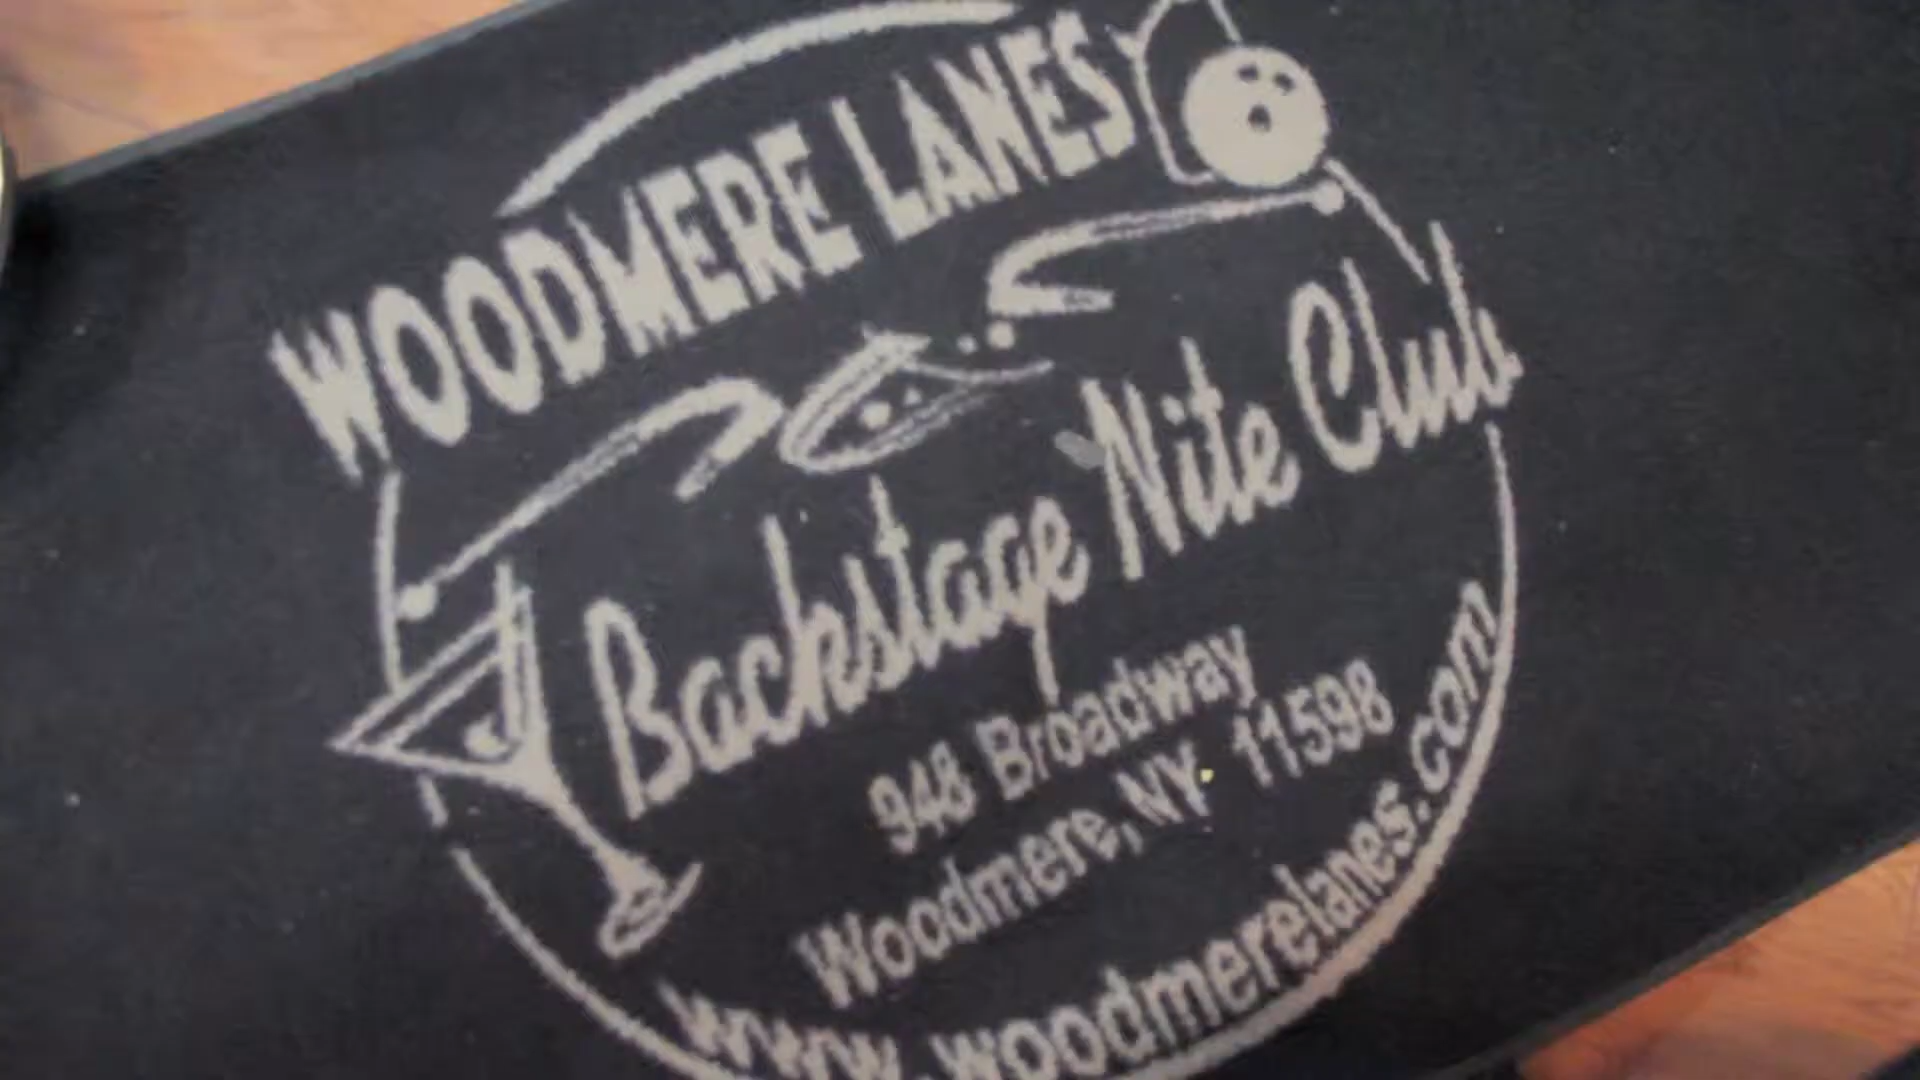 WOODMERE LANES
Backstage Nite Club
948 Broadway
Woodmere, NY 11598
www.woodmerelanes.com